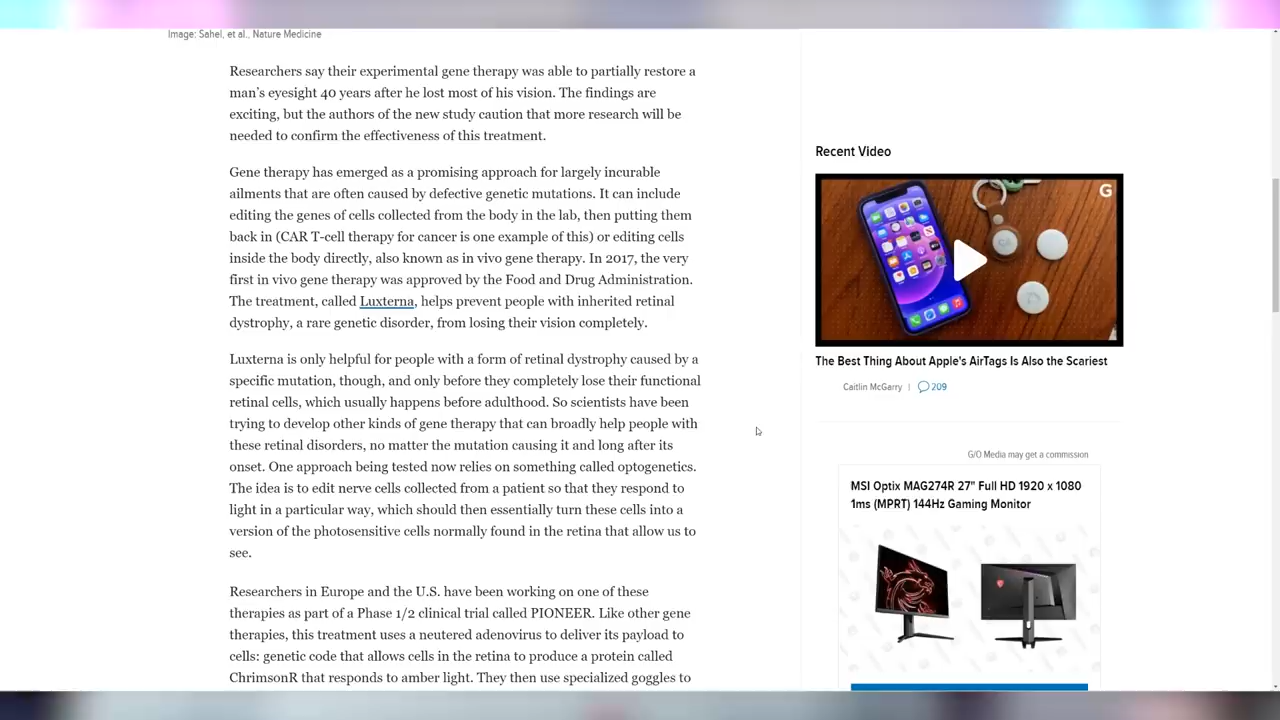 Image: Sahel, et al., Nature Medicine
Researchers say their experimental gene therapy was able to partially restore a
man's eyesight 40 years after he lost most of his vision. The findings are
exciting, but the authors of the new study caution that more research will be
needed to confirm the effectiveness of this treatment.
Gene therapy has emerged as a promising approach for largely incurable
ailments that are often caused by defective genetic mutations. It can include
editing the genes of cells collected from the body in the lab, then putting them
back in (CAR T-cell therapy for cancer is one example of this) or editing cells
inside the body directly, also known as in vivo gene therapy. In 2017, the very
first in vivo gene therapy was approved by the Food and Drug Administration.
The treatment, called Luxterna, helps prevent people with inherited retinal
dystrophy, a rare genetic disorder, from losing their vision completely.
Luxterna is only helpful for people with a form of retinal dystrophy caused by a
specific mutation, though, and only before they completely lose their functional
retinal cells, which usually happens before adulthood. So scientists have been
trying to develop other kinds of gene therapy that can broadly help people with
these retinal disorders, no matter the mutation causing it and long after its
onset. One approach being tested now relies on something called optogenetics.
The idea is to edit nerve cells collected from a patient so that they respond to
light in a particular way, which should then essentially turn these cells into a
version of the photosensitive cells normally found in the retina that allow us to
see.
Researchers in Europe and the U.S. have been working on one of these
therapies as part of a Phase 1/2 clinical trial called PIONEER. Like other gene
therapies, this treatment uses a neutered adenovirus to deliver its payload to
cells: genetic code that allows cells in the retina to produce a protein called
ChrimsonR that responds to amber light. They then use specialized goggles to
Recent Video
G
The Best Thing About Apple's AirTags Is Also the Scariest
Caitlin McGarry | 209
G/O Media may get a commission
MSI Optix MAG274R 27" Full HD 1920 x 1080
1ms (MPRT) 144Hz Gaming Monitor